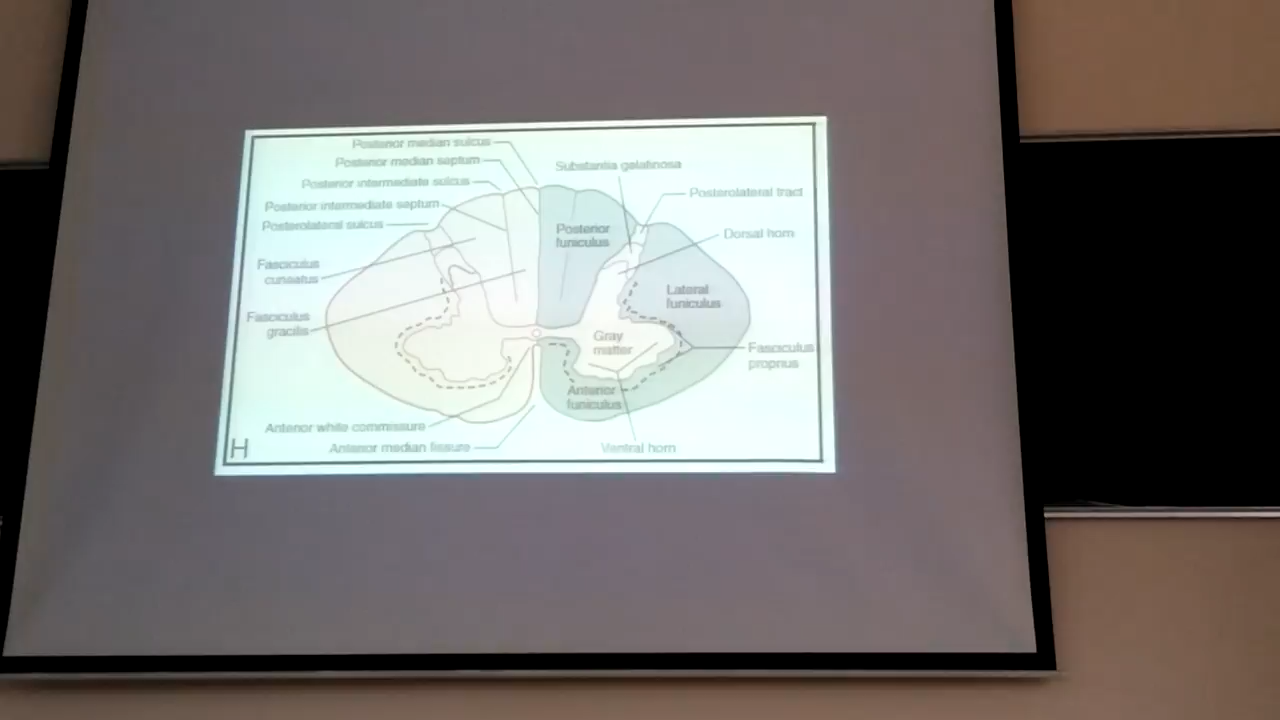 Posterior median sulcus
Posterior median septum
Posterior intermediate sulcus
Posterior intermediate septum
Posterolateral sulcus
Fasciculus
cuneatus
Fasciculus
gracilis
Anterior white commissure
Anterior median fissure
H
Substantia gelatinosa
Posterolateral tract
Dorsal horn
Posterior
funiculus
Lateral
funiculus
Gray
matter
Fasciculus
proprius
Anterior
funiculus
Ventral horn